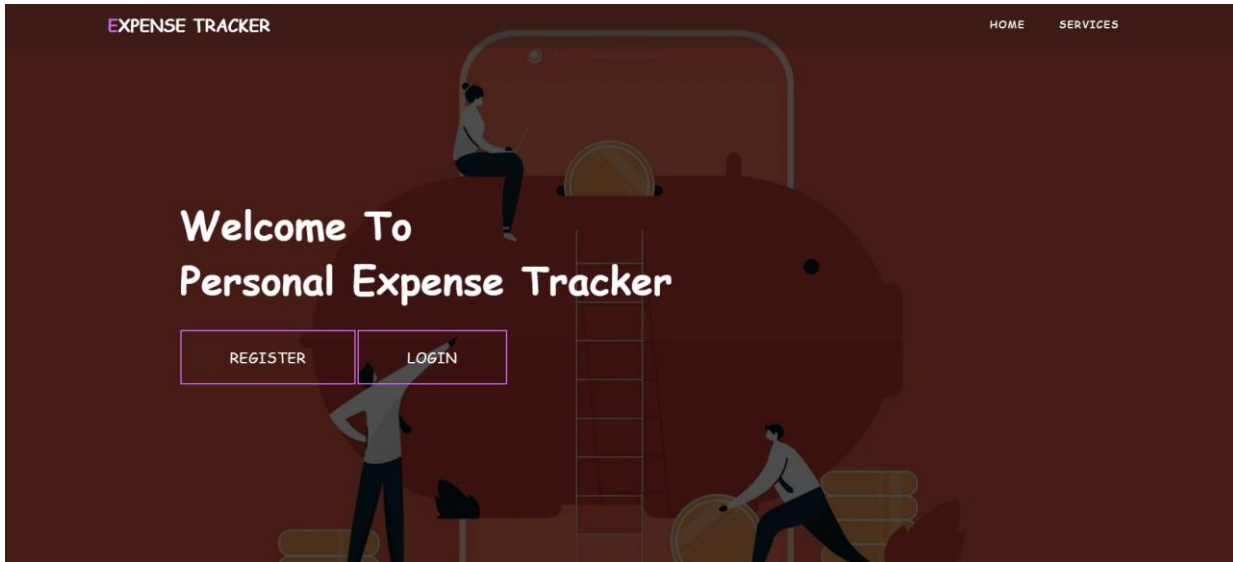 EXPENSE TRACKER
HOME SERVICES
Welcome To
Personal Expense Tracker
REGISTER LOGIN